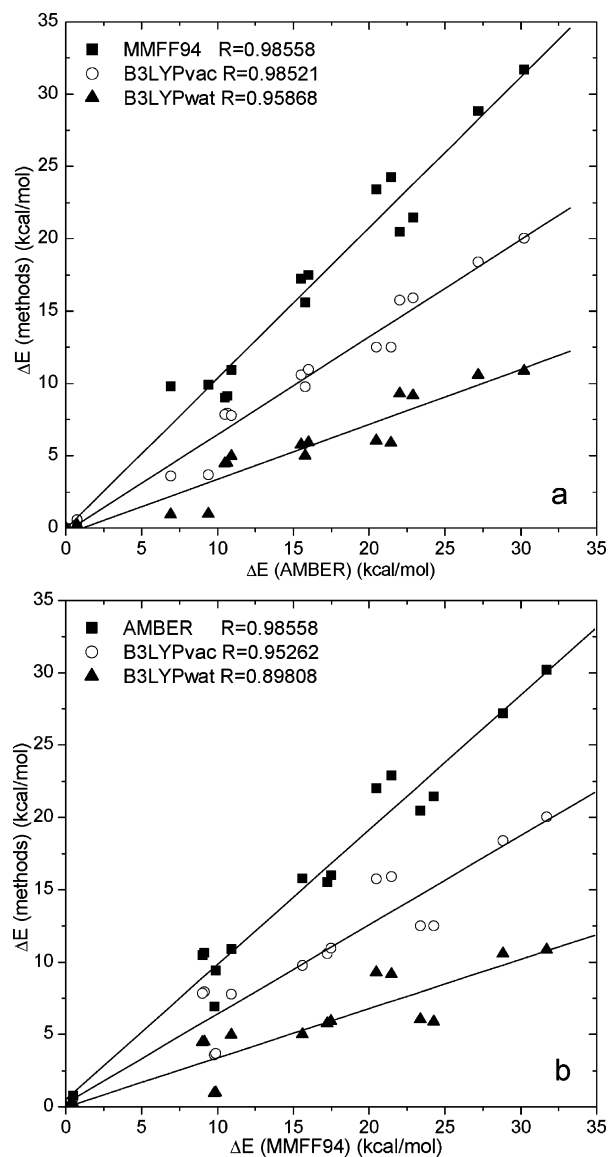 35
30
25
20
15
10
5
0
ΔE (methods) (kcal/mol)
MMFF94 R=0.98558
B3LYPvac R=0.98521
B3LYPwat R=0.95868
a
0 5 10 15 20 25 30 35
ΔE (AMBER) (kcal/mol)
35
30
25
20
15
10
5
0
ΔE (methods) (kcal/mol)
AMBER R=0.98558
B3LYPvac R=0.95262
B3LYPwat R=0.89808
b
0 5 10 15 20 25 30 35
ΔE (MMFF94) (kcal/mol)